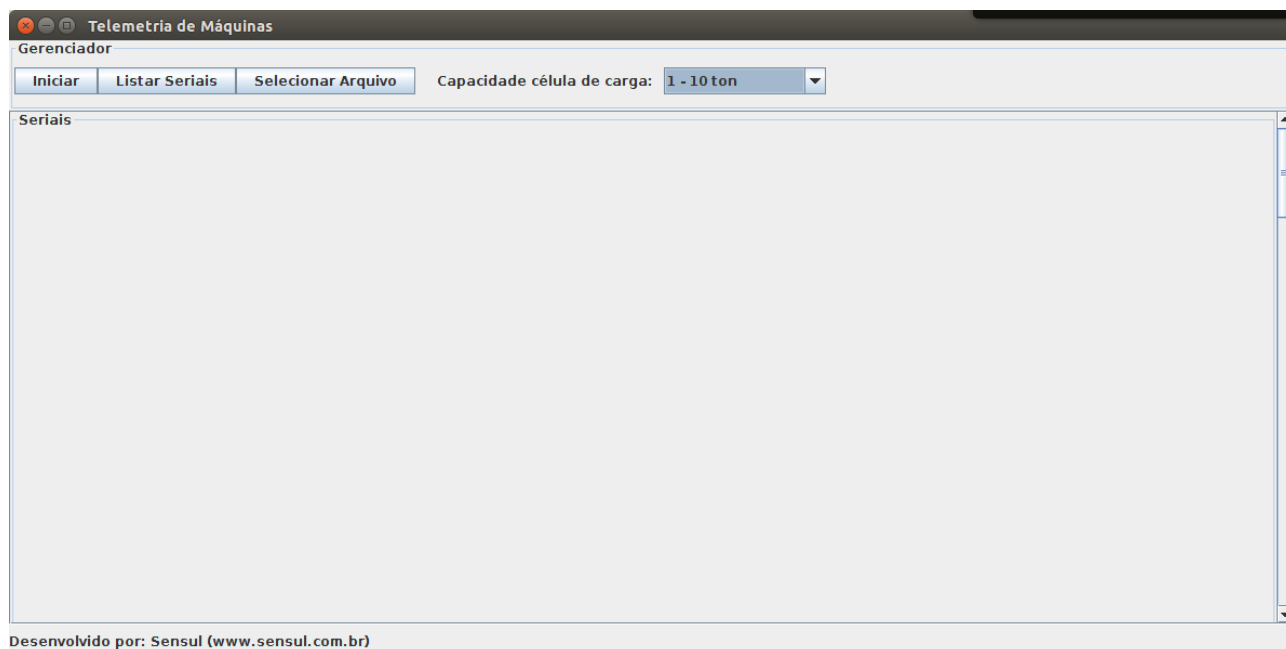 Telemetria de Máquinas
Gerenciador
Iniciar Listar Seriais Selecionar Arquivo Capacidade célula de carga: 1 - 10 ton
Seriais
Desenvolvido por: Sensul (www.sensul.com.br)